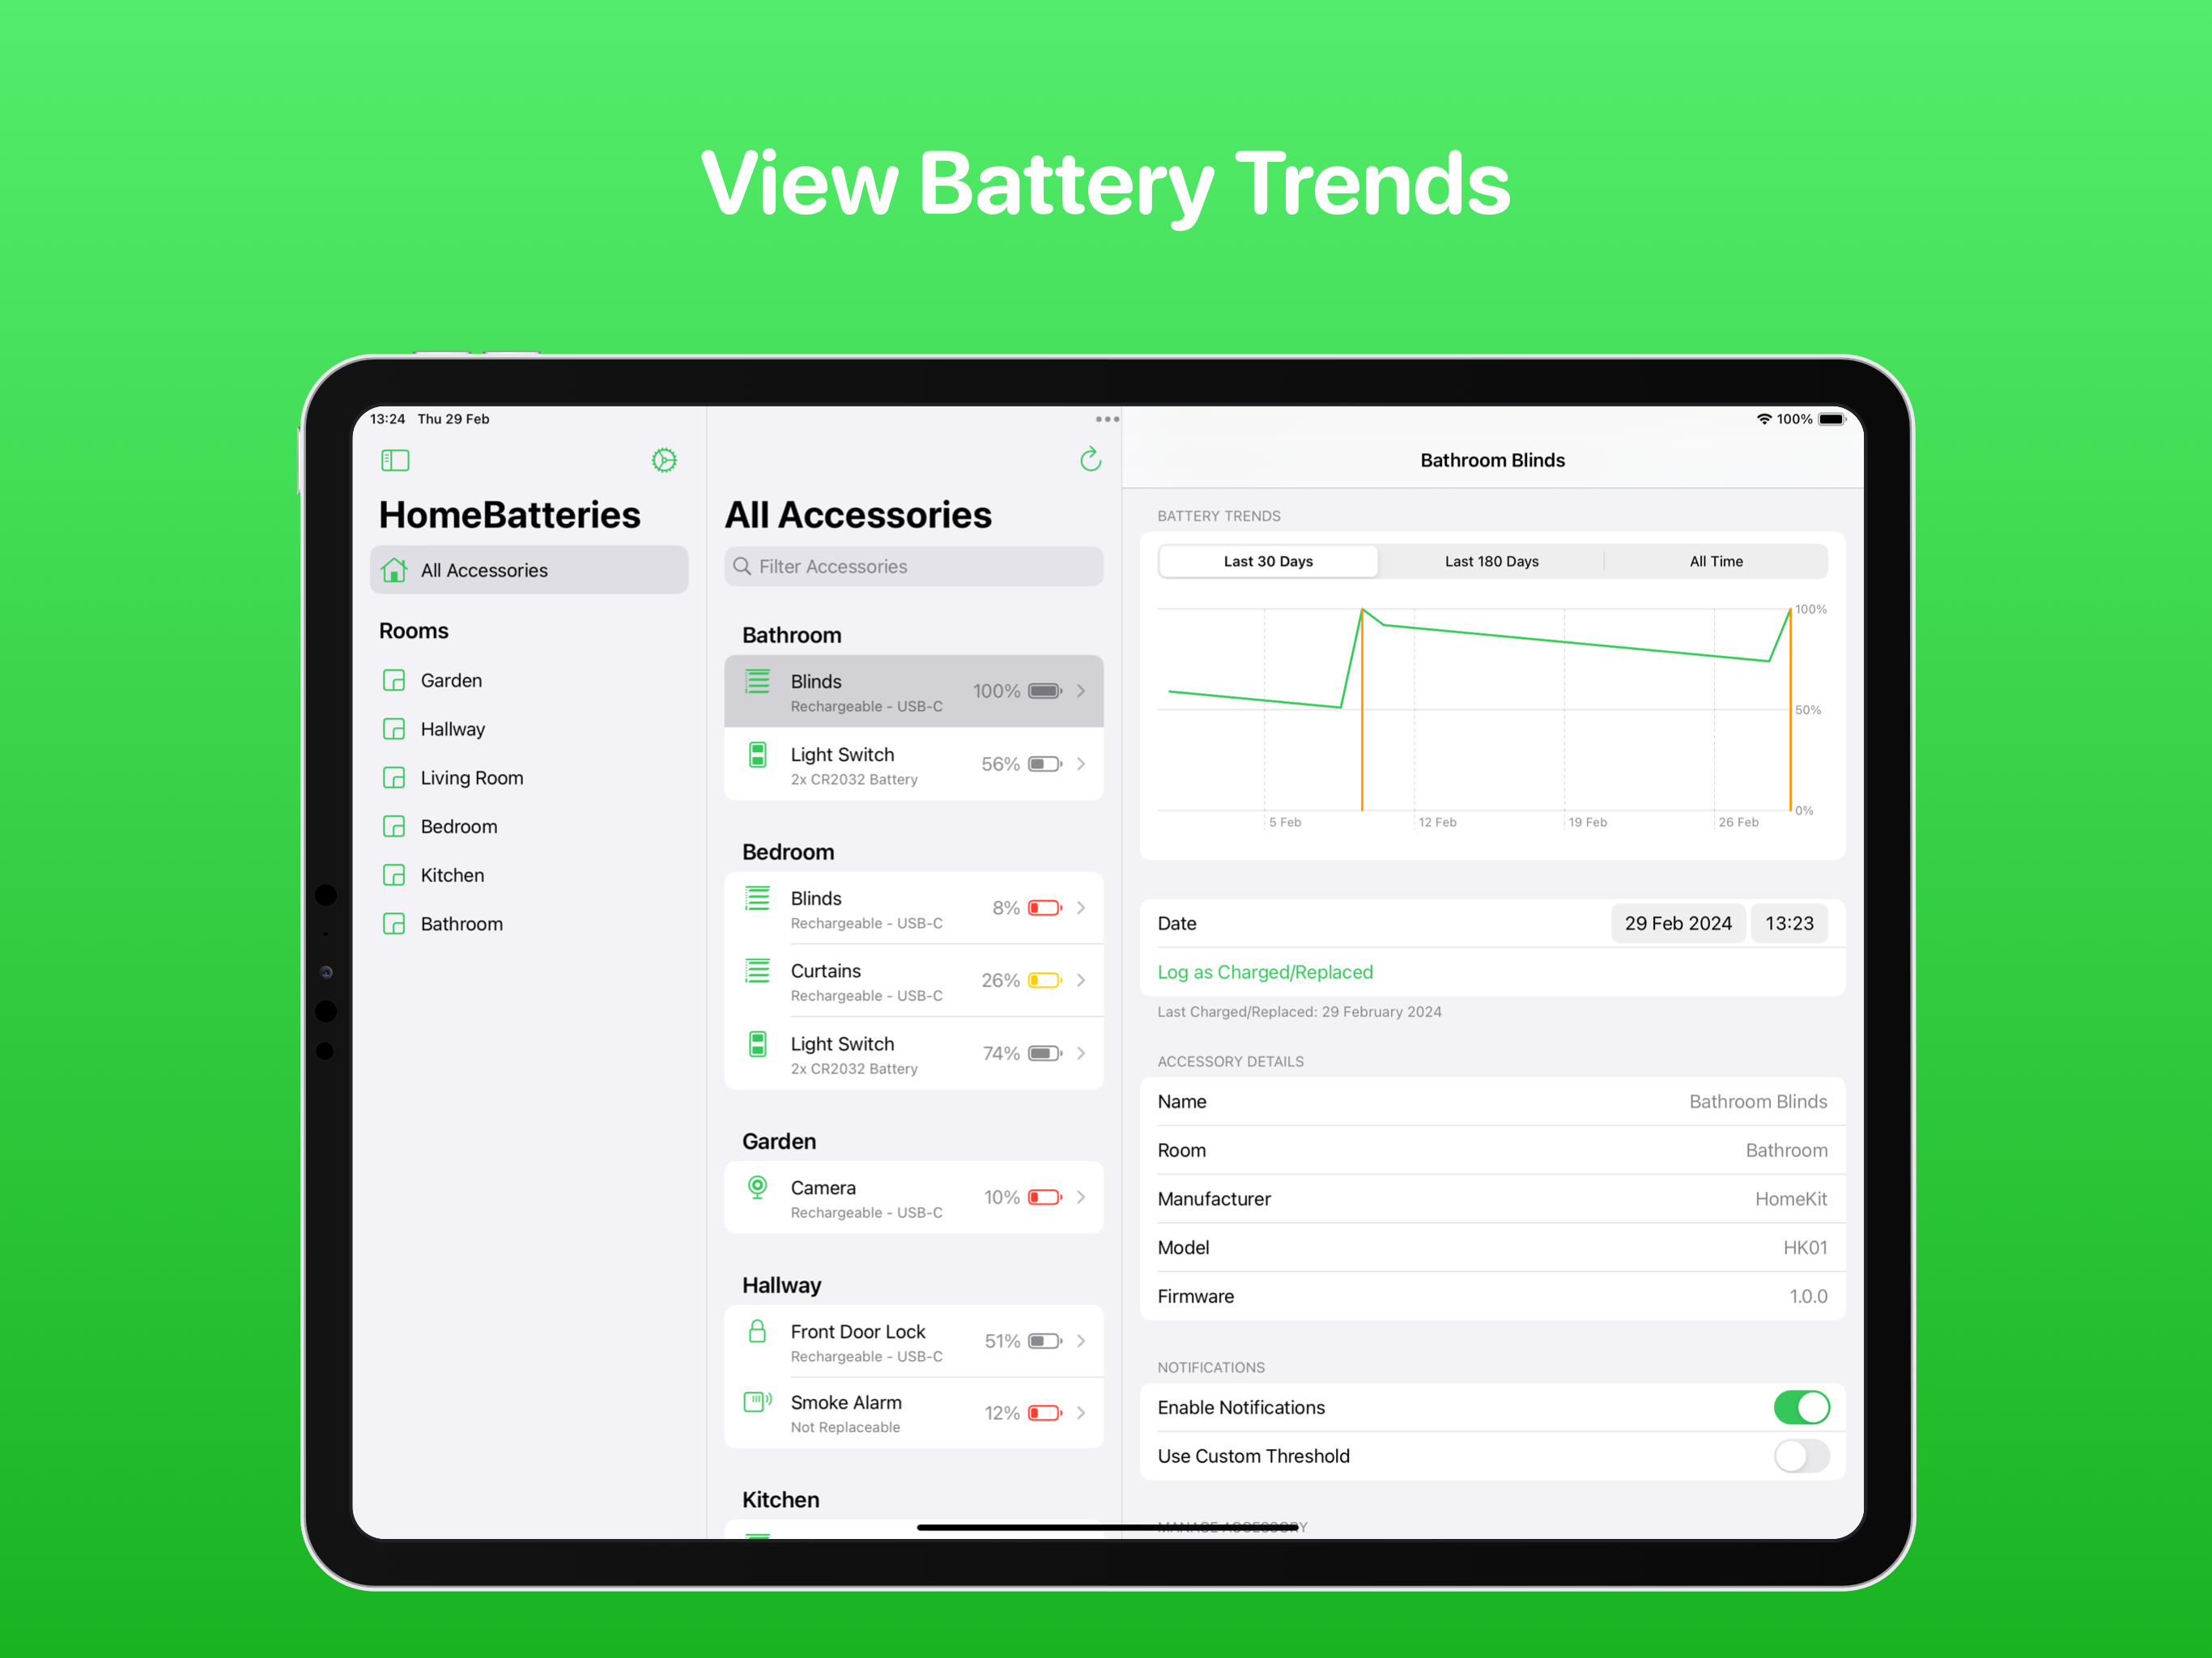 View Battery Trends
13:24 Thu 29 Feb
100%
HomeBatteries
All Accessories
Rooms
Garden
Hallway
Living Room
Bedroom
Kitchen
Bathroom
All Accessories
Filter Accessories
Bathroom
Blinds
Rechargeable - USB-C
100%
Light Switch
2x CR2032 Battery
56%
Bedroom
Blinds
Rechargeable - USB-C
8%
Curtains
Rechargeable - USB-C
26%
Light Switch
2x CR2032 Battery
74%
Garden
Camera
Rechargeable - USB-C
10%
Hallway
Front Door Lock
Rechargeable - USB-C
51%
Smoke Alarm
Not Replaceable
12%
Kitchen
Bathroom Blinds
BATTERY TRENDS
Last 30 Days Last 180 Days All Time
100%
50%
0%
5 Feb 12 Feb 19 Feb 26 Feb
Date 29 Feb 2024 13:23
Log as Charged/Replaced
Last Charged/Replaced: 29 February 2024
ACCESSORY DETAILS
Name Bathroom Blinds
Room Bathroom
Manufacturer HomeKit
Model HK01
Firmware 1.0.0
NOTIFICATIONS
Enable Notifications
Use Custom Threshold
MANAGE ACCESSORY